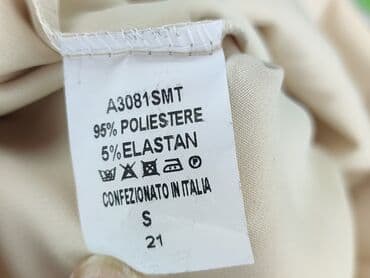 A3081SMT
95% POLIESTERE
5%ELASTAN
CONFEZIONATO IN ITALIA
S
21